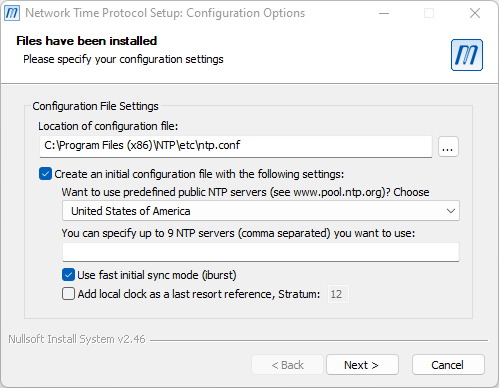 Network Time Protocol Setup: Configuration Options
Files have been installed
Please specify your configuration settings
Configuration File Settings
Location of configuration file:
C:\Program Files (x86)\NTP\etc\ntp.conf
...
Create an initial configuration file with the following settings:
Want to use predefined public NTP servers (see www.pool.ntp.org)? Choose
United States of America
You can specify up to 9 NTP servers (comma separated) you want to use:
Use fast initial sync mode (iburst)
Add local clock as a last resort reference, Stratum: 12
Nullsoft Install System v2.46
< Back Next > Cancel